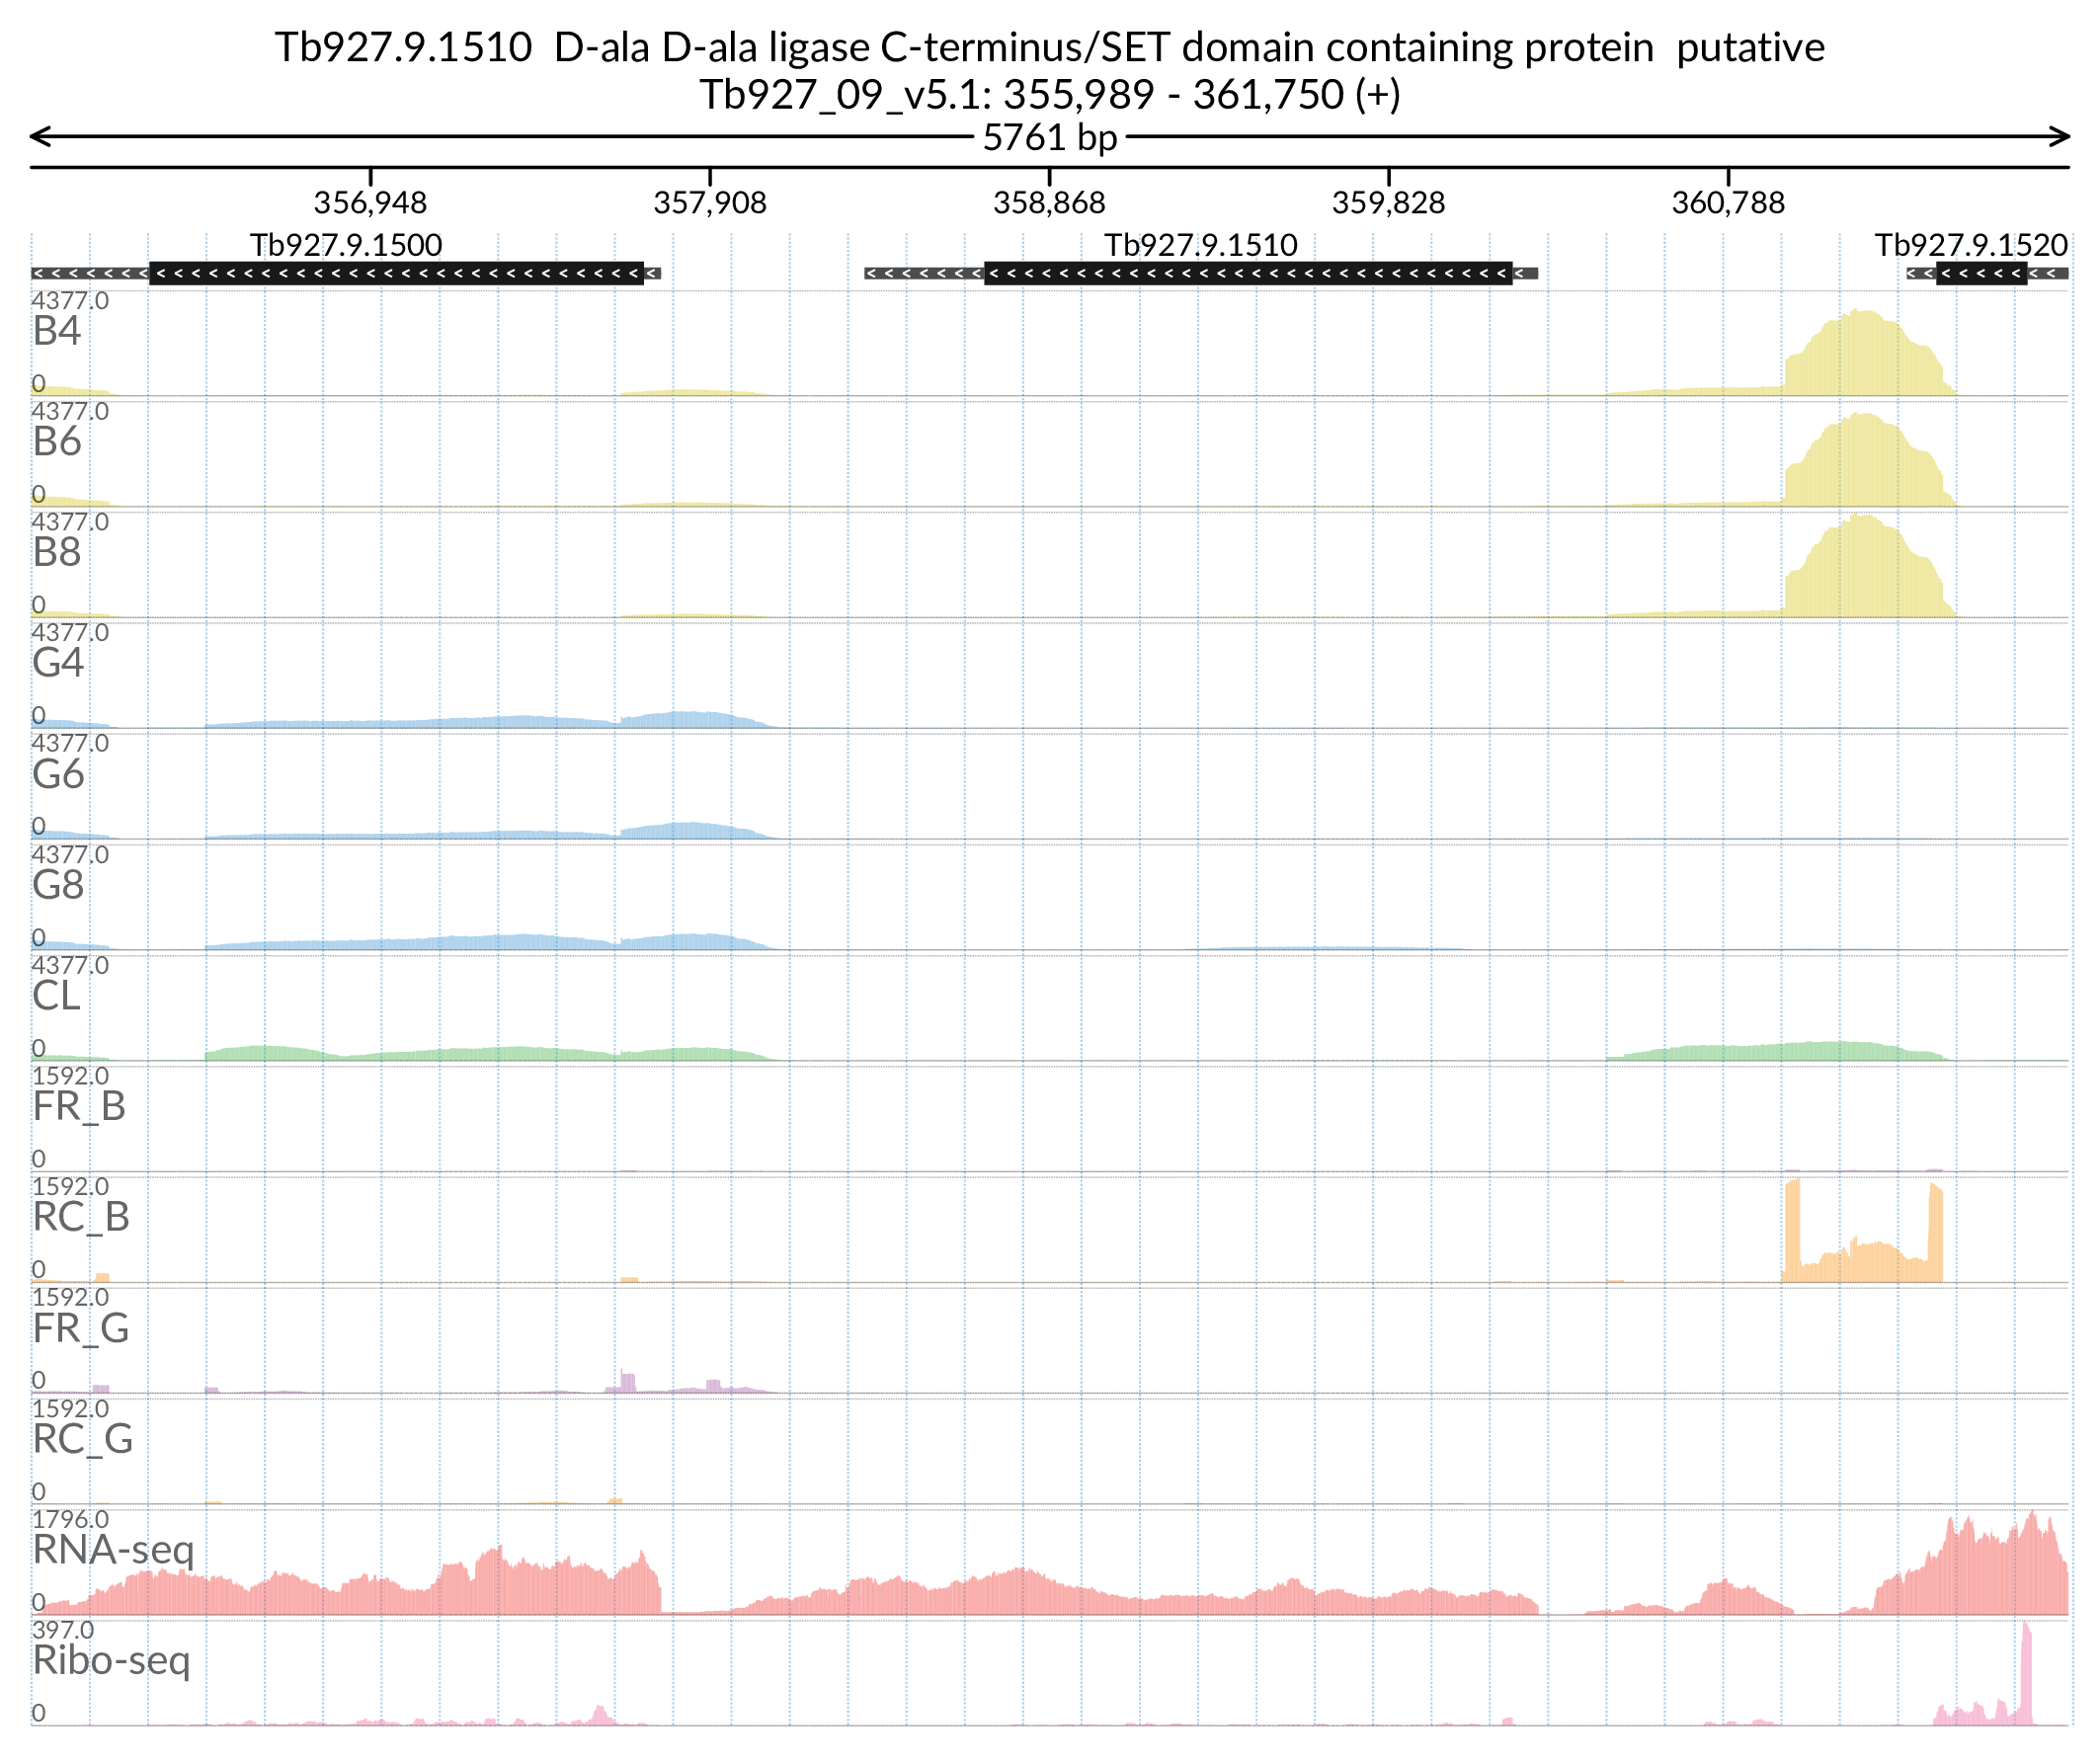 Tb927.9.1510  D-ala D-ala ligase C-terminus/SET domain containing protein  putative
Tb927_09_v5.1: 355,989 - 361,750 (+)
5761 bp
356,948 357,908 358,868 359,828 360,788
Tb927.9.1500 Tb927.9.1510 Tb927.9.1520
4377.0
B4
0
4377.0
B6
0
4377.0
B8
0
4377.0
G4
0
4377.0
G6
0
4377.0
G8
0
4377.0
CL
0
1592.0
FR_B
0
1592.0
RC_B
0
1592.0
FR_G
0
1592.0
RC_G
0
1796.0
RNA-seq
0
397.0
Ribo-seq
0